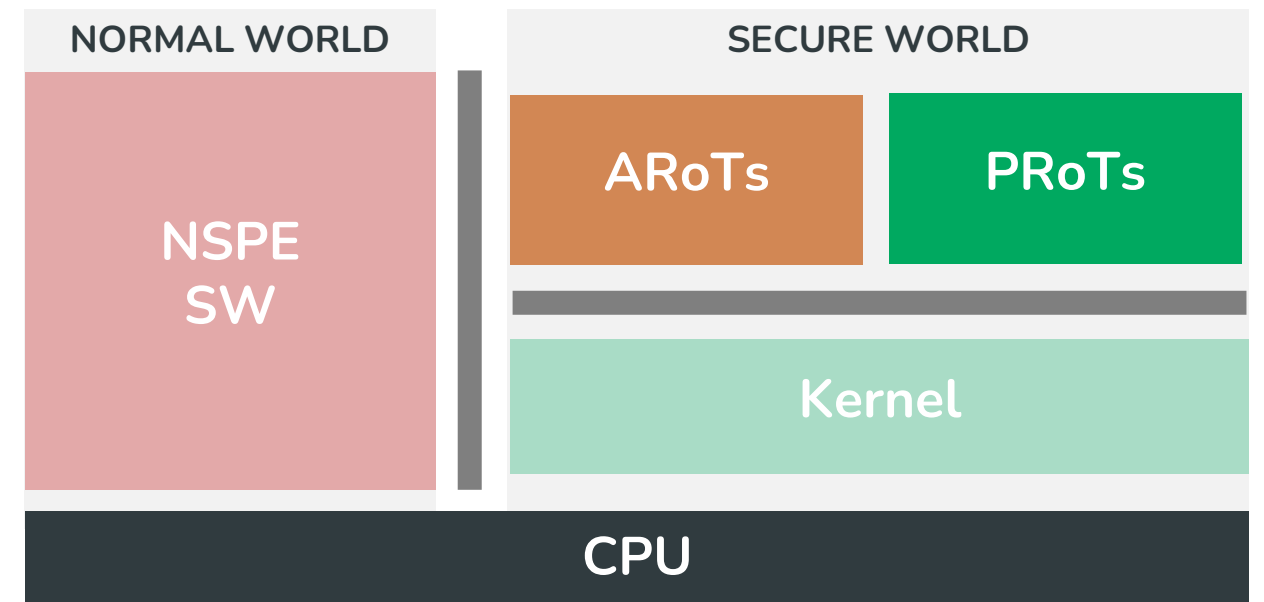 NORMAL WORLD
SECURE WORLD
NSPE
SW
ARoTs
PRoTs
Kernel
CPU